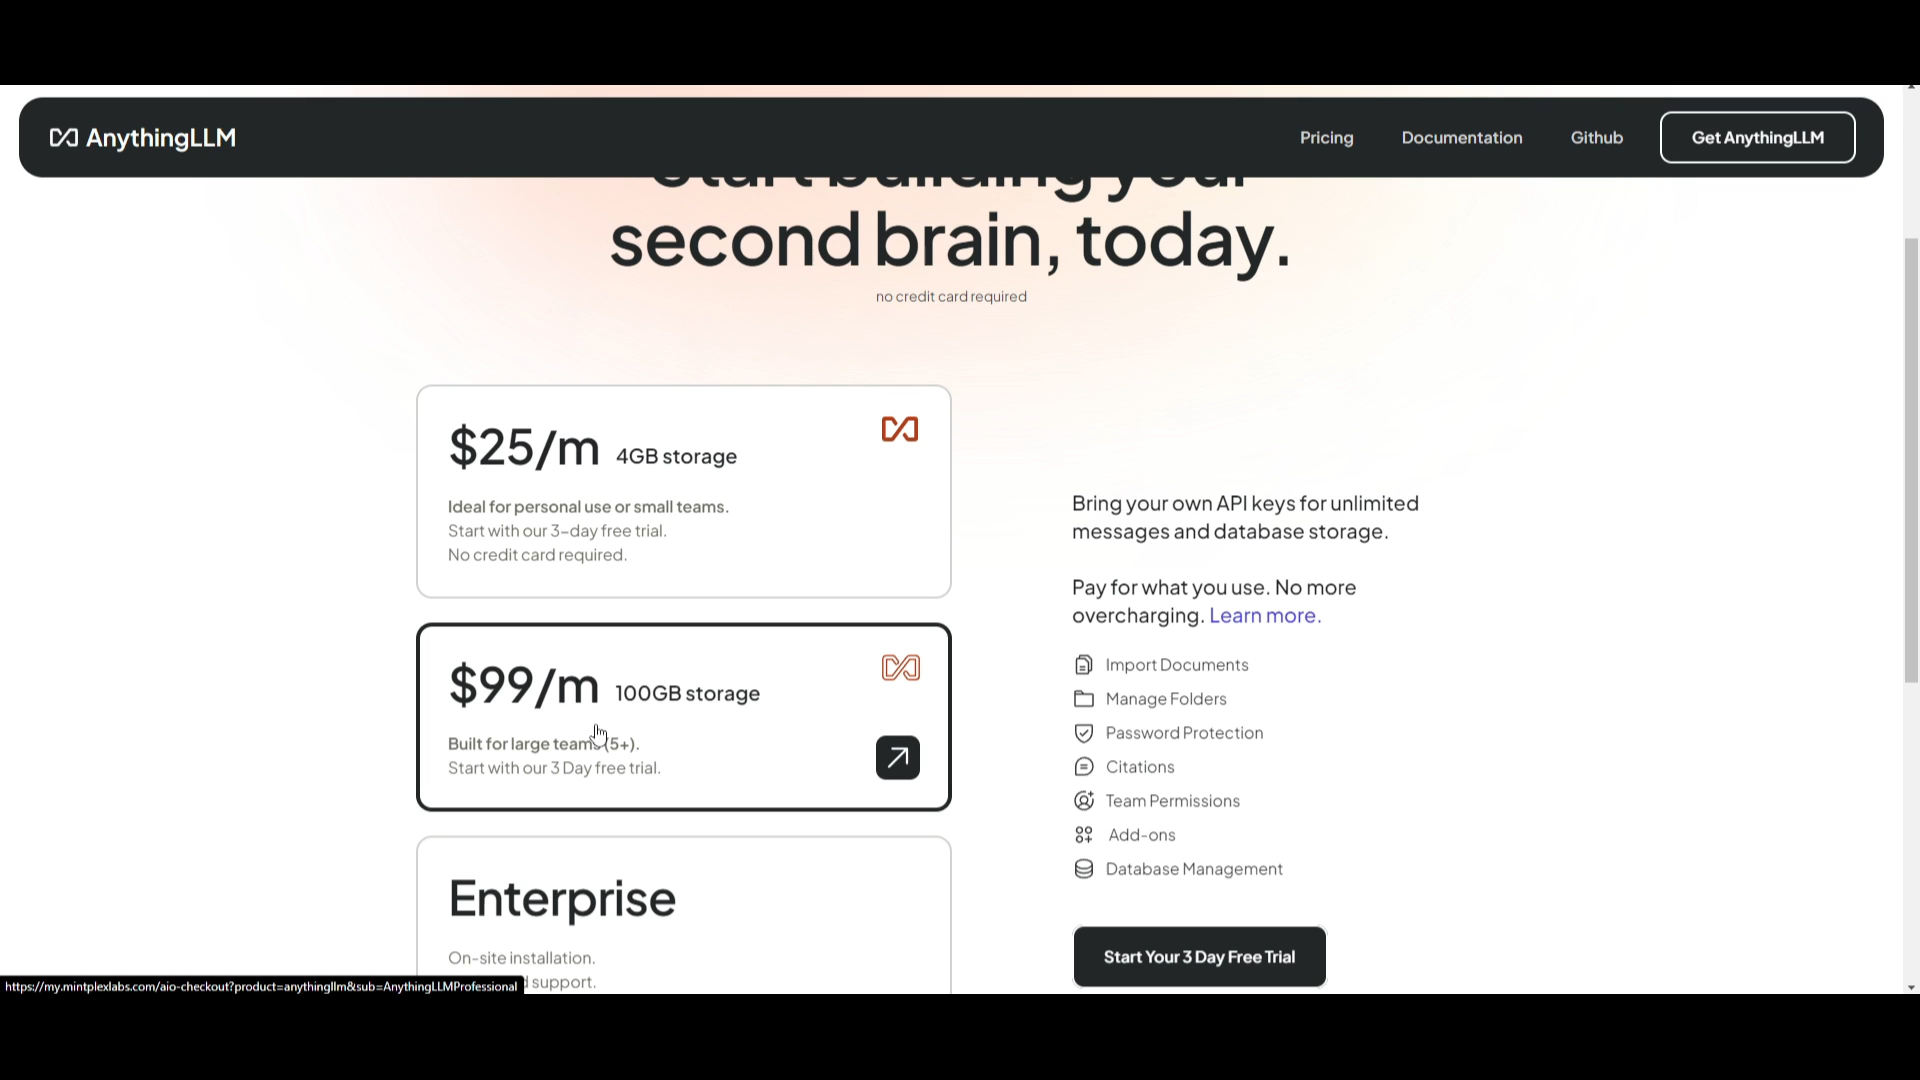 AnythingLLM
Pricing
Documentation
Github
Get AnythingLLM
Start building your
second brain, today.
no credit card required
$25/m 4GB storage
Ideal for personal use or small teams.
Start with our 3-day free trial.
No credit card required.
$99/m 100GB storage
Built for large teams (5+).
Start with our 3 Day free trial.
Enterprise
On-site installation.
support.
Bring your own API keys for unlimited
messages and database storage.
Pay for what you use. No more
overcharging. Learn more.
Import Documents
Manage Folders
Password Protection
Citations
Team Permissions
Add-ons
Database Management
Start Your 3 Day Free Trial
https://my.mintplexlabs.com/aio-checkout?product=anythingllm&sub=AnythingLLMProfessional